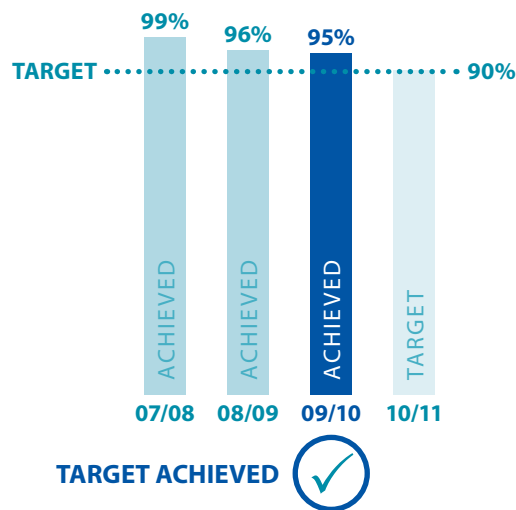 99% 96% 95%
TARGET 90%
ACHIEVED ACHIEVED ACHIEVED TARGET
07/08 08/09 09/10 10/11
TARGET ACHIEVED